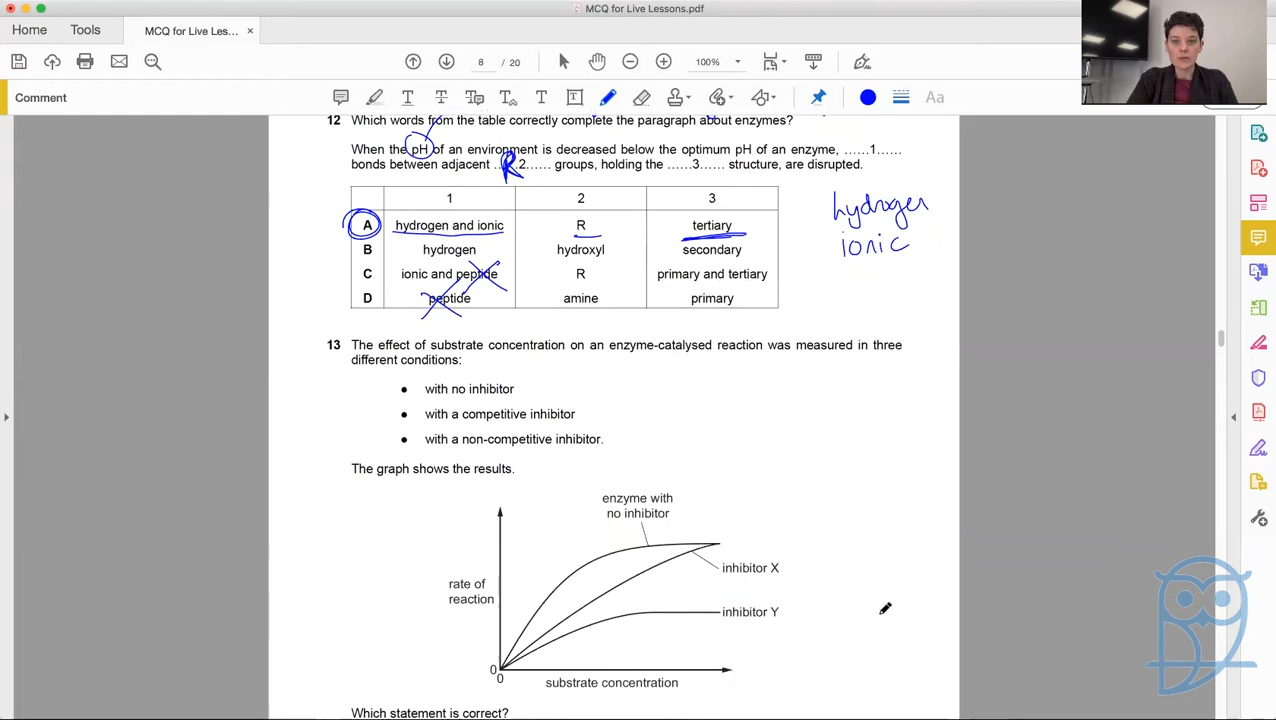 MCQ for Live Lessons.pdf
Home
Tools
MCQ for Live Les...
×
8 / 20
100%
Comment
Aa
12 Which words from the table correctly complete the paragraph about enzymes?
When the pH of an environment is decreased below the optimum pH of an enzyme, ......1......
bonds between adjacent ......2...... groups, holding the ......3...... structure, are disrupted.
R
1 2 3
A hydrogen and ionic R tertiary
B hydrogen hydroxyl secondary
C ionic and peptide R primary and tertiary
D peptide amine primary
hydrogen
ionic
13 The effect of substrate concentration on an enzyme-catalysed reaction was measured in three
different conditions:
● with no inhibitor
● with a competitive inhibitor
● with a non-competitive inhibitor.
The graph shows the results.
enzyme with
no inhibitor
inhibitor X
rate of
reaction
inhibitor Y
0
0
substrate concentration
Which statement is correct?